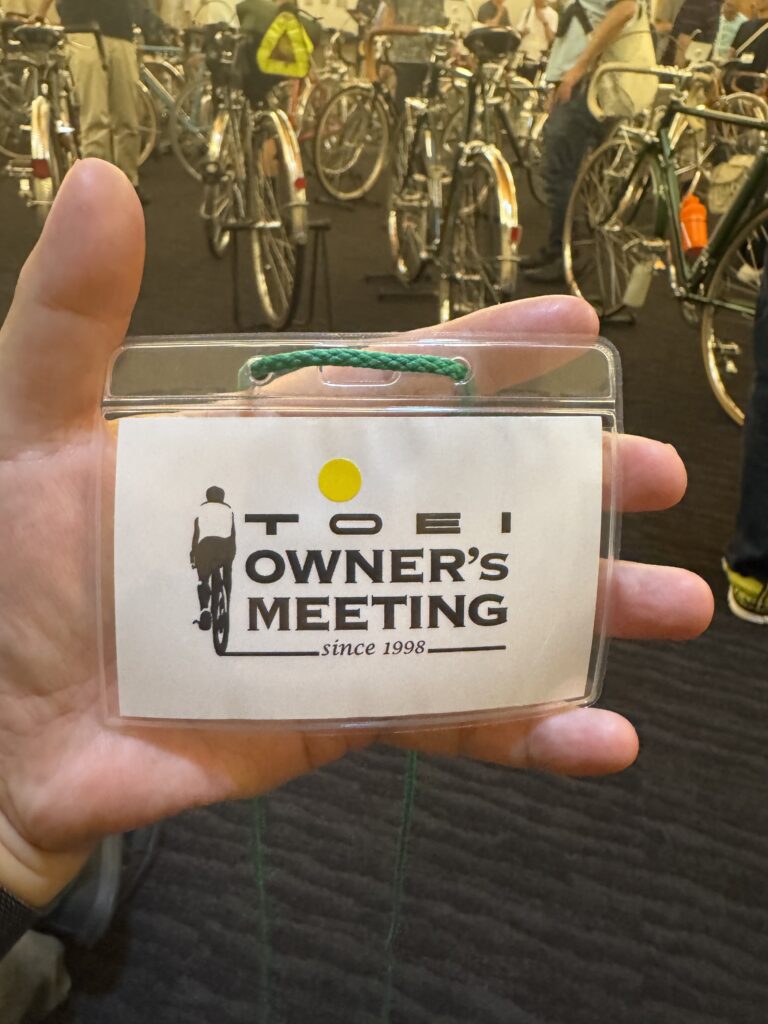 TOEI
OWNER's
MEETING
since 1998